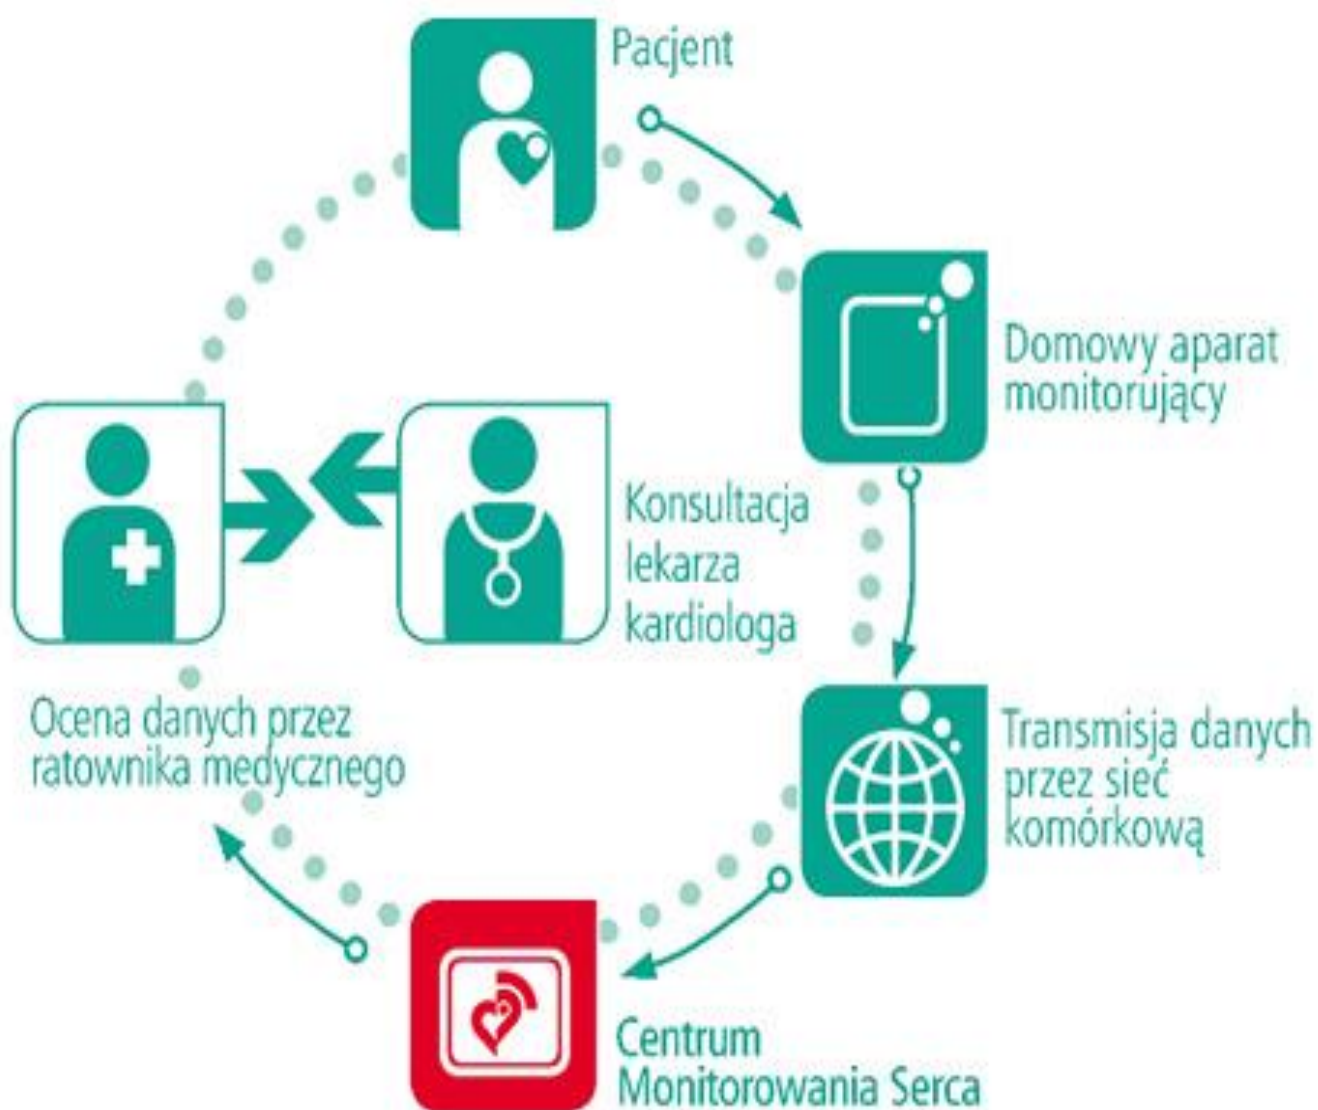 Pacjent
Domowy aparat
monitorujący
Konsultacja
lekarza
kardiologa
Transmisja danych
przez sieć
komórkową
Centrum
Monitorowania Serca
Ocena danych przez
ratownika medycznego